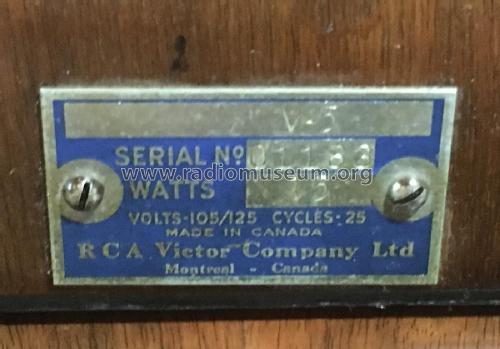 V-5
SERIAL Nº
WATTS
www.radiomuseum.org
VOLTS-105/125 CYCLES-25
MADE IN CANADA
RCA Victor Company Ltd
Montreal - Canada